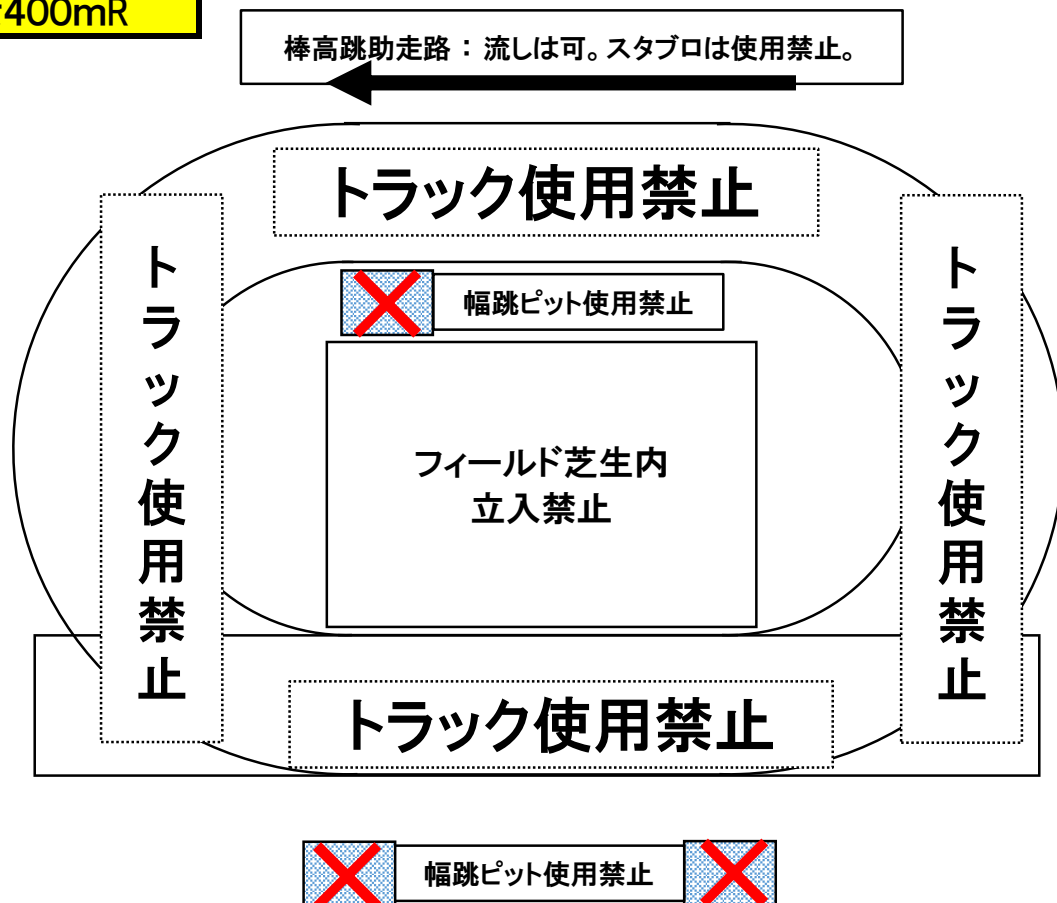 400mR
棒高跳助走路 : 流しは可。スタブロは使用禁止。
トラック使用禁止
トラック使用禁止
トラック使用禁止
幅跳ピット使用禁止
フィールド芝生内
立入禁止
トラック使用禁止
幅跳ピット使用禁止